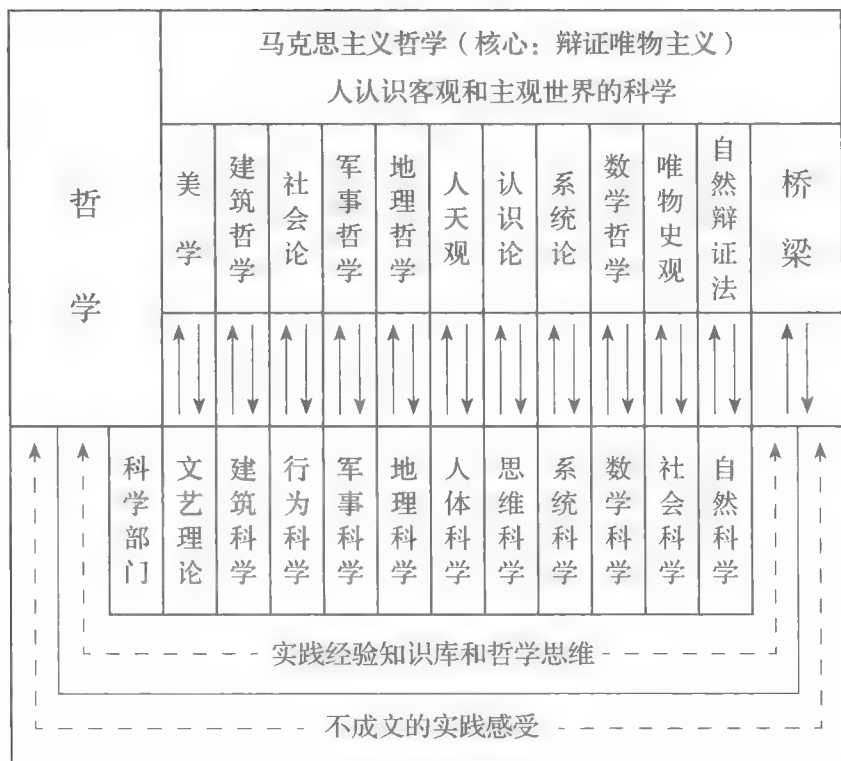 马克思主义哲学（核心：辩证唯物主义）
人认识客观和主观世界的科学
哲学
美学
建筑哲学
社会论
军事哲学
地理哲学
人天观
认识论
系统论
数学哲学
唯物史观
自然辩证法
桥梁
科学部门
文艺理论
建筑科学
行为科学
军事科学
地理科学
人体科学
思维科学
系统科学
数学科学
社会科学
自然科学
实践经验知识库和哲学思维
不成文的实践感受